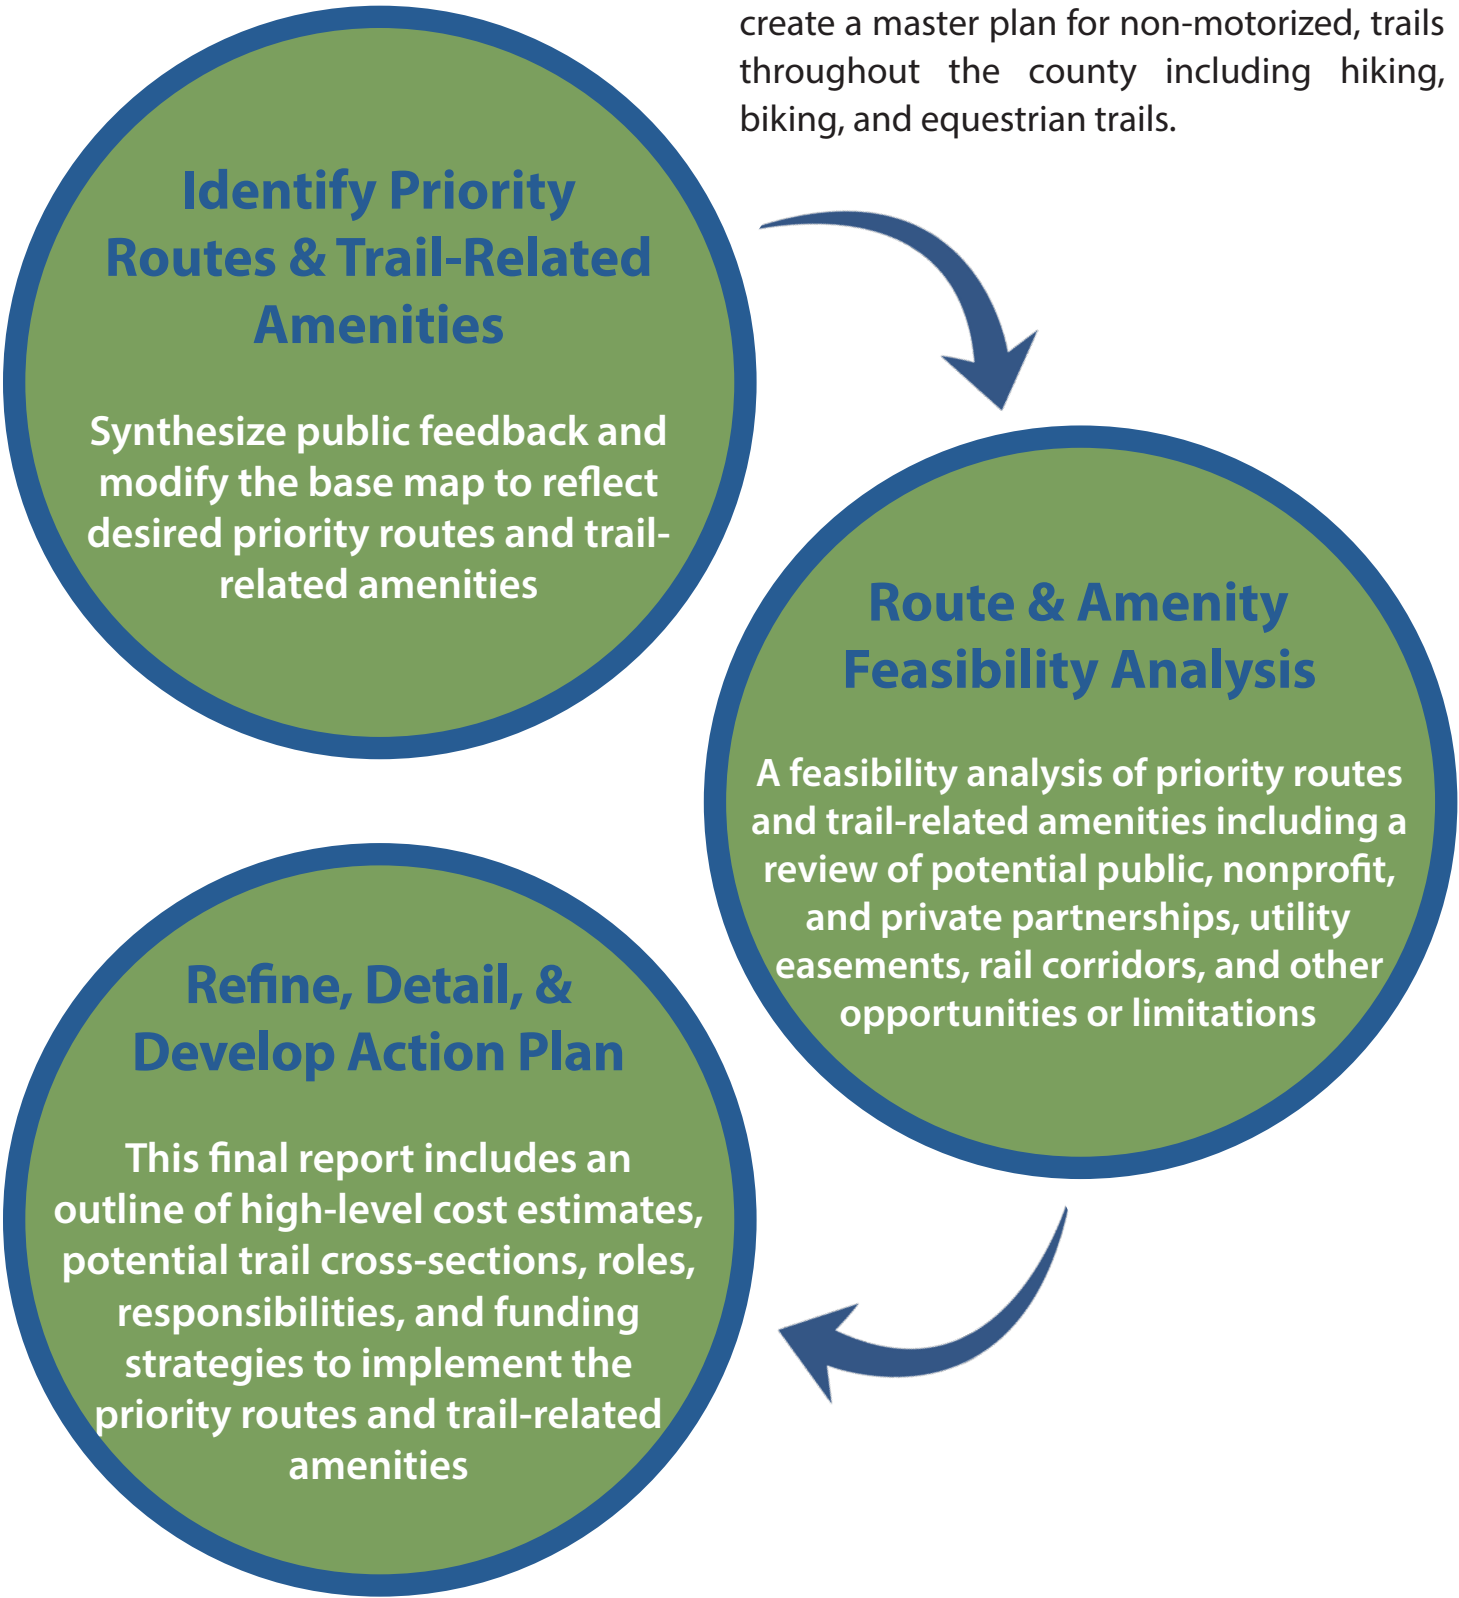 create a master plan for non-motorized, trails
throughout the county including hiking,
biking, and equestrian trails.
Identify Priority
Routes & Trail-Related
Amenities
Synthesize public feedback and
modify the base map to reflect
desired priority routes and trail-
related amenities
Route & Amenity
Feasibility Analysis
A feasibility analysis of priority routes
and trail-related amenities including a
review of potential public, nonprofit,
and private partnerships, utility
easements, rail corridors, and other
opportunities or limitations
Refine, Detail, &
Develop Action Plan
This final report includes an
outline of high-level cost estimates,
potential trail cross-sections, roles,
responsibilities, and funding
strategies to implement the
priority routes and trail-related
amenities